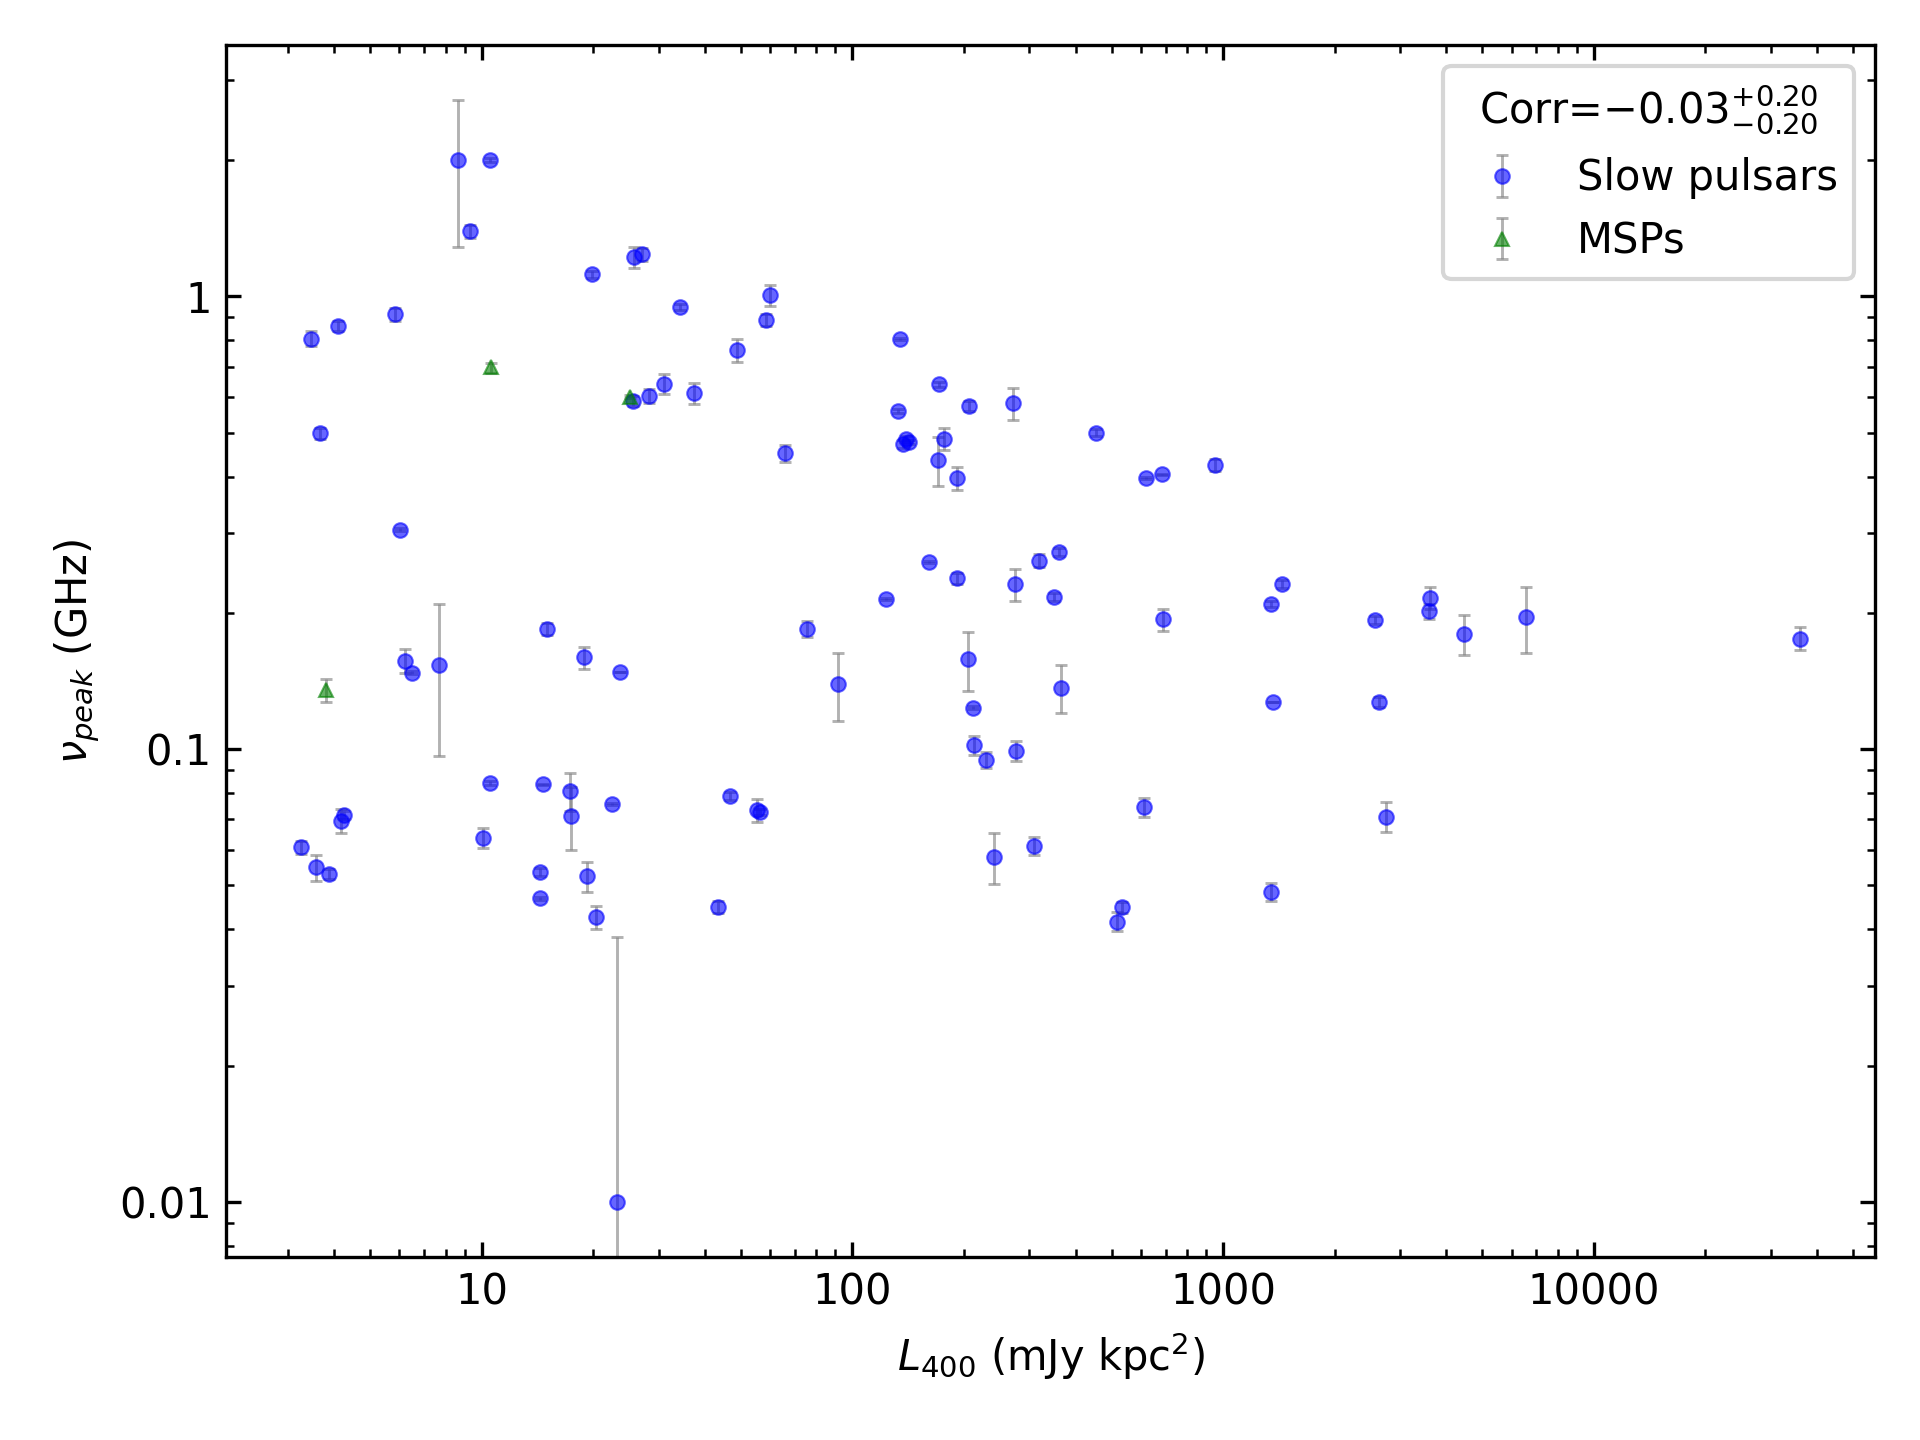 Corr=−0.03+0.20−0.20
Slow pulsars
MSPs
1
0.1
0.01
νpeak (GHz)
10 100 1000 10000
L400 (mJy kpc²)